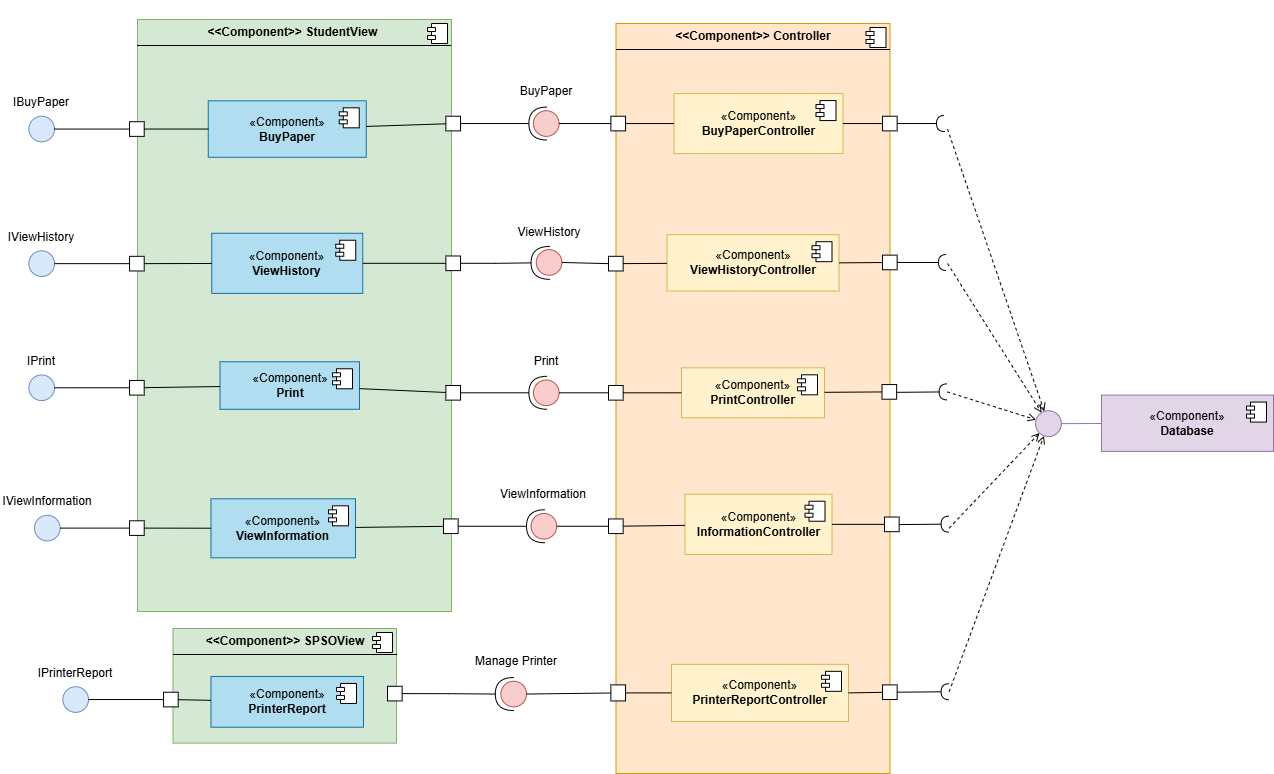 <<Component>> StudentView
<<Component>> Controller
IBuyPaper
«Component»
BuyPaper
BuyPaper
«Component»
BuyPaperController
IViewHistory
«Component»
ViewHistory
ViewHistory
«Component»
ViewHistoryController
IPrint
«Component»
Print
Print
«Component»
PrintController
«Component»
Database
IViewInformation
«Component»
ViewInformation
ViewInformation
«Component»
InformationController
<<Component>> SPSOView
IPrinterReport
«Component»
PrinterReport
Manage Printer
«Component»
PrinterReportController